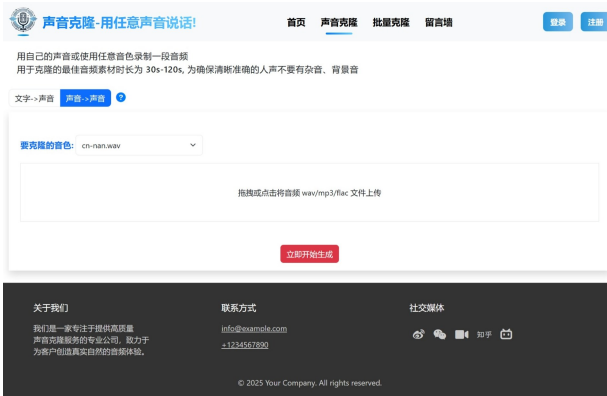 声音克隆-用任意声音说话!
首页 声音克隆 批量克隆 留言墙
登录 注册
用自己的声音或使用任意音色录制一段音频
用于克隆的最佳音频素材时长为 30s-120s, 为确保清晰准确的人声不要有杂音、背景音
文字->声音 声音->声音 ?
要克隆的音色: cn-nan.wav
拖拽或点击将音频 wav/mp3/flac 文件上传
立即开始生成
关于我们
我们是一家专注于提供高质量
声音克隆服务的专业公司，致力于
为客户创造真实自然的音频体验。
联系方式
info@example.com
+1234567890
社交媒体
知乎
© 2025 Your Company. All rights reserved.